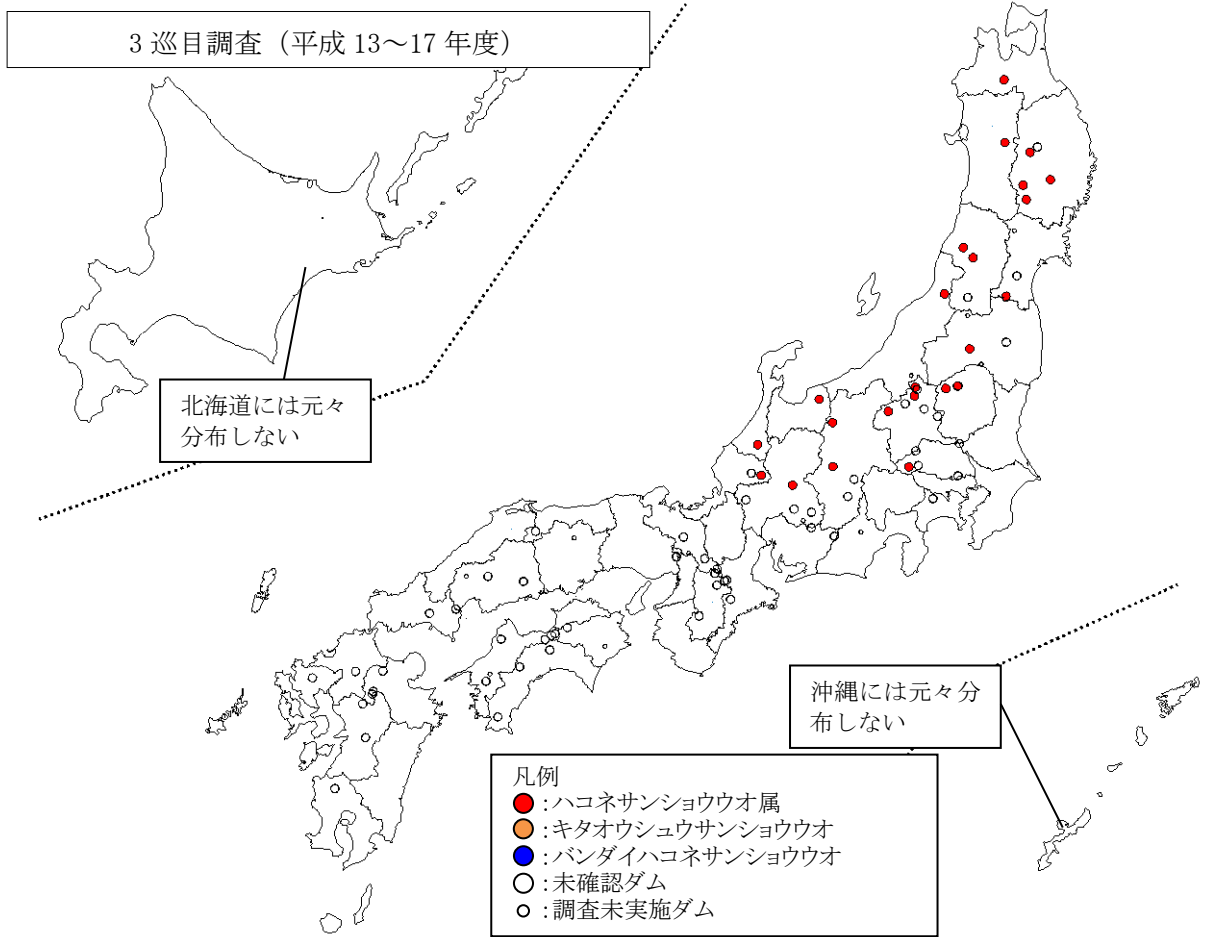 3 巡目調査（平成 13～17 年度）
北海道には元々
分布しない
沖縄には元々分
布しない
凡例
：ハコネサンショウウオ属
：キタオウシュウサンショウウオ
：バンダイハコネサンショウウオ
：未確認ダム
：調査未実施ダム